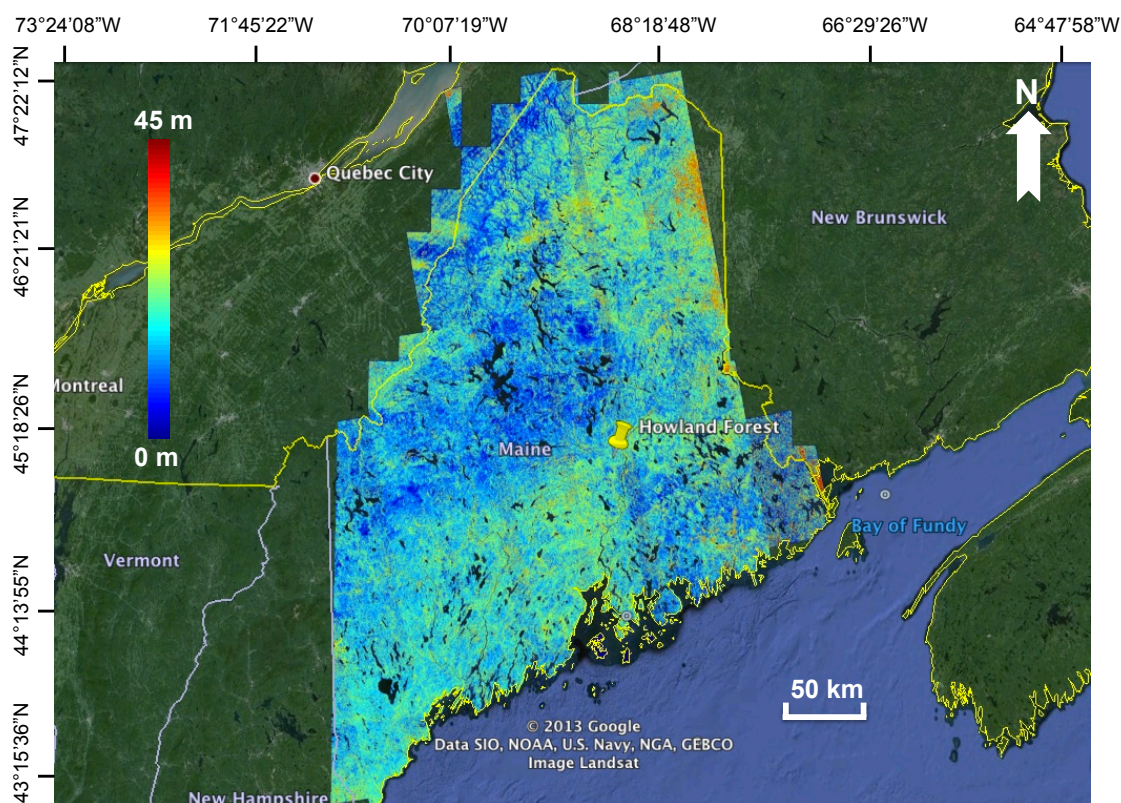 73°24'08”W
71°45'22”W
70°07'19”W
68°18'48”W
66°29'26”W
64°47'58”W
47°22'12”N
46°21'21”N
45°18'26”N
44°13'55”N
43°15'36”N
45 m
0 m
N
Quebec City
New Brunswick
Montreal
Howland Forest
Maine
Bay of Fundy
Vermont
50 km
© 2013 Google
Data SIO, NOAA, U.S. Navy, NGA, GEBCO
Image Landsat
New Hampshire